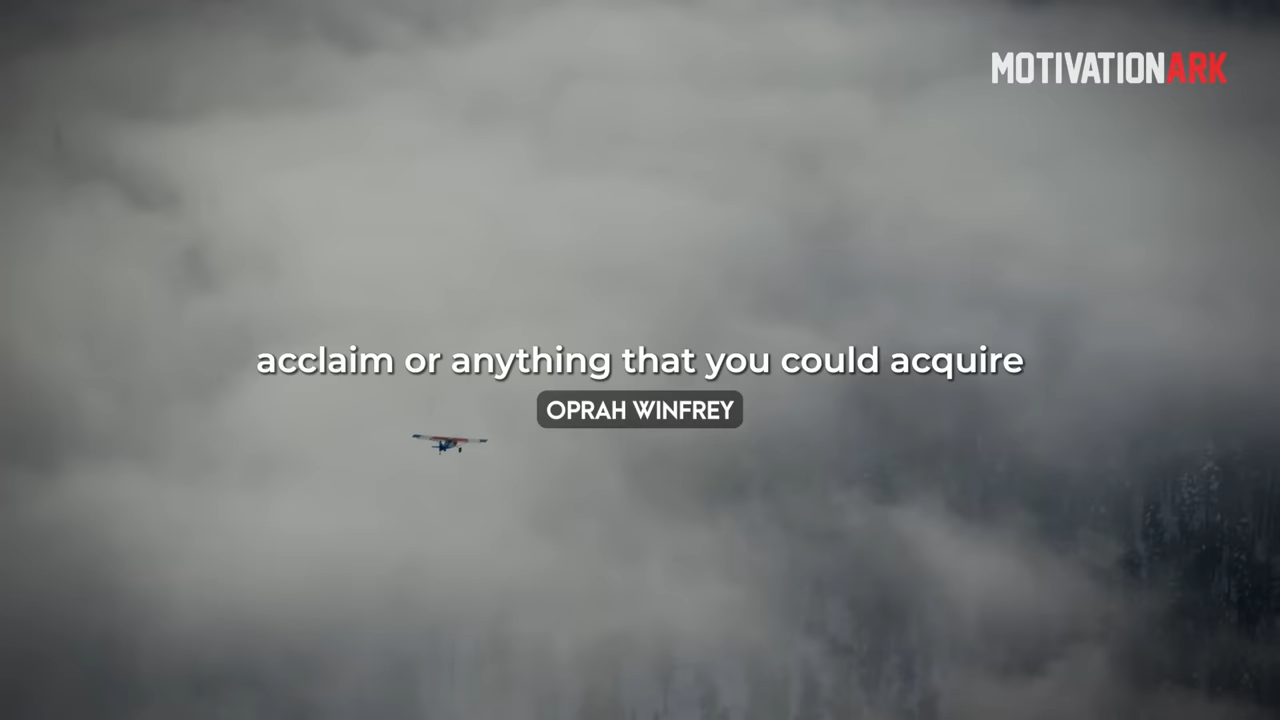 MOTIVATIONARK
acclaim or anything that you could acquire
OPRAH WINFREY